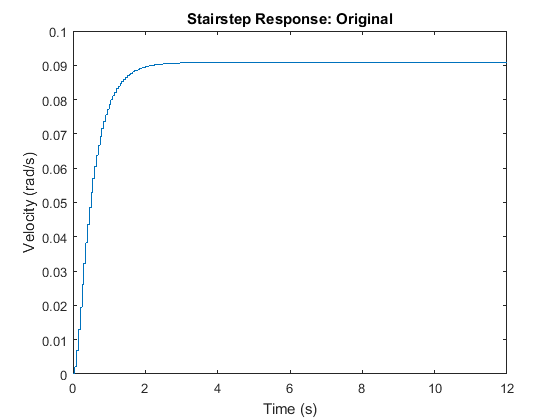 Stairstep Response: Original
0.1
0.09
0.08
0.07
0.06
0.05
0.04
0.03
0.02
0.01
0
Velocity (rad/s)
0 2 4 6 8 10 12
Time (s)